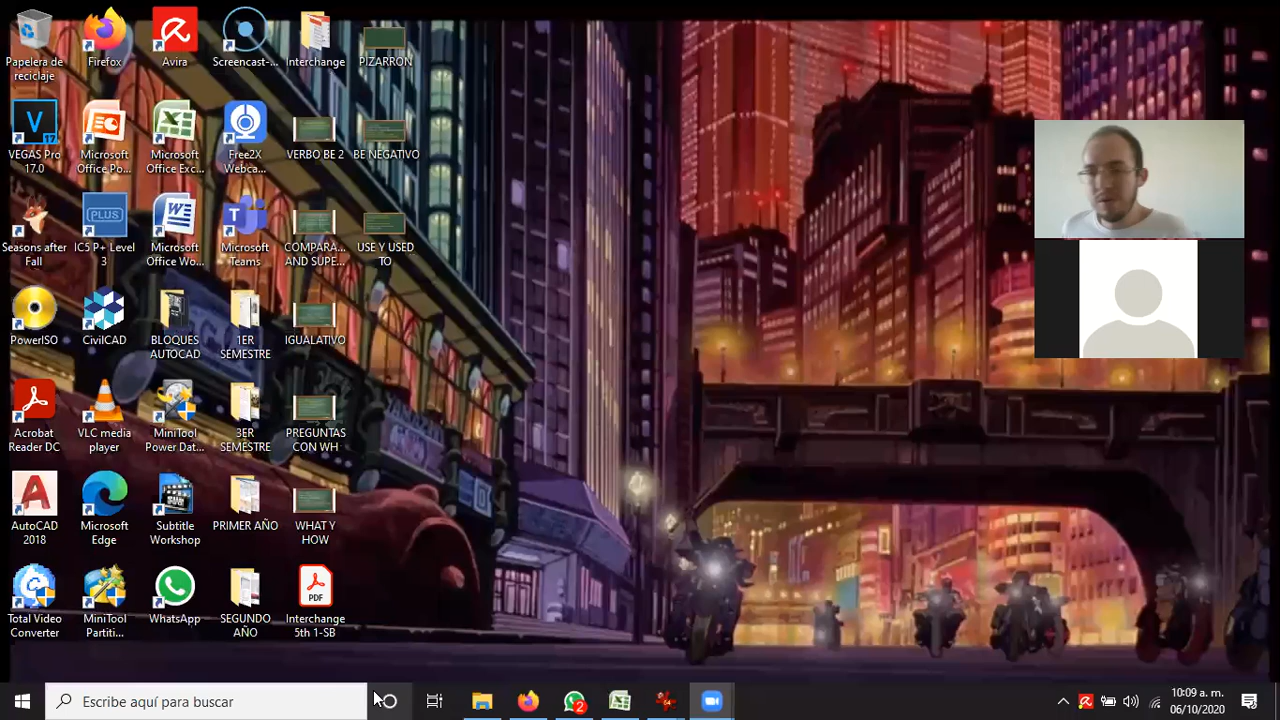 Papelera de
reciclaje
Firefox
Avira
Screencast-...
Interchange
PIZARRON
VEGAS Pro
17.0
Microsoft
Office Po...
Microsoft
Office Exc...
Free2X
Webca...
VERBO BE 2
BE NEGATIVO
Seasons after
Fall
PLUS
IC5 P+ Level
3
Microsoft
Office Wo...
Microsoft
Teams
COMPARA...
AND SUPE...
USE Y USED
TO
PowerISO
CivilCAD
BLOQUES
AUTOCAD
1ER
SEMESTRE
IGUALATIVO
Acrobat
Reader DC
VLC media
player
MiniTool
Power Dat...
3ER
SEMESTRE
PREGUNTAS
CON WH
AutoCAD
2018
Microsoft
Edge
Subtitle
Workshop
PRIMER AÑO
WHAT Y
HOW
Total Video
Converter
MiniTool
Partiti...
WhatsApp
SEGUNDO
AÑO
PDF
Interchange
5th 1-SB
Escribe aquí para buscar
2
64
10:09 a. m.
06/10/2020